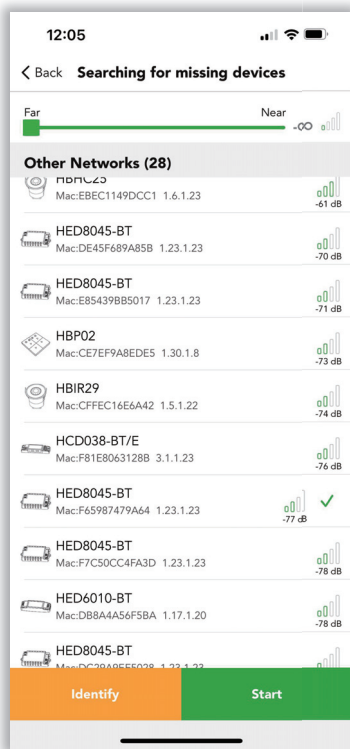 12:05
Back Searching for missing devices
Far Near
-∞
Other Networks (28)
HBHC25
Mac:EBEC1149DCC1 1.6.1.23
-61 dB
HED8045-BT
Mac:DE45F689A85B 1.23.1.23
-70 dB
HED8045-BT
Mac:E85439BB5017 1.23.1.23
-71 dB
HBP02
Mac:CE7EF9A8EDE5 1.30.1.8
-73 dB
HBIR29
Mac:CFFEC16E6A42 1.5.1.22
-74 dB
HCD038-BT/E
Mac:F81E8063128B 3.1.1.23
-76 dB
HED8045-BT
Mac:F65987479A64 1.23.1.23
-77 dB
HED8045-BT
Mac:F7C50CC4FA3D 1.23.1.23
-78 dB
HED6010-BT
Mac:DB8A4A56F5BA 1.17.1.20
-78 dB
HED8045-BT
Identify Start